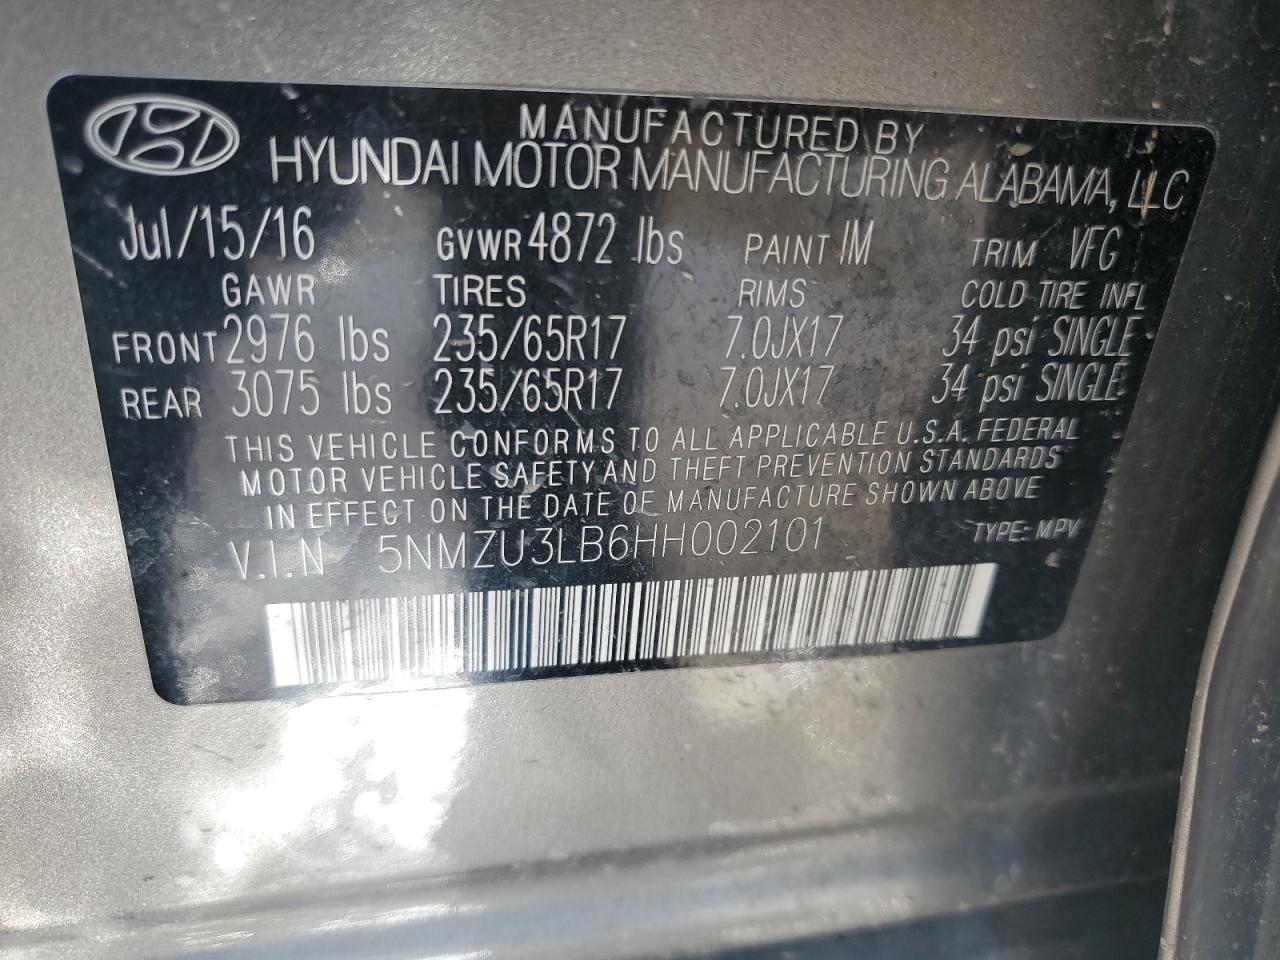 MANUFACTURED BY
HYUNDAI MOTOR MANUFACTURING ALABAMA, LLC
Jul/15/16 GVWR 4872 lbs PAINT IM TRIM VFG
GAWR TIRES RIMS COLD TIRE INFL
FRONT 2976 lbs 235/65R17 7.0JX17 34 psi SINGLE
REAR 3075 lbs 235/65R17 7.0JX17 34 psi SINGLE
THIS VEHICLE CONFORMS TO ALL APPLICABLE U.S.A. FEDERAL
MOTOR VEHICLE SAFETY AND THEFT PREVENTION STANDARDS
IN EFFECT ON THE DATE OF MANUFACTURE SHOWN ABOVE
V.I.N 5NMZU3LB6HH002101 TYPE: MPV